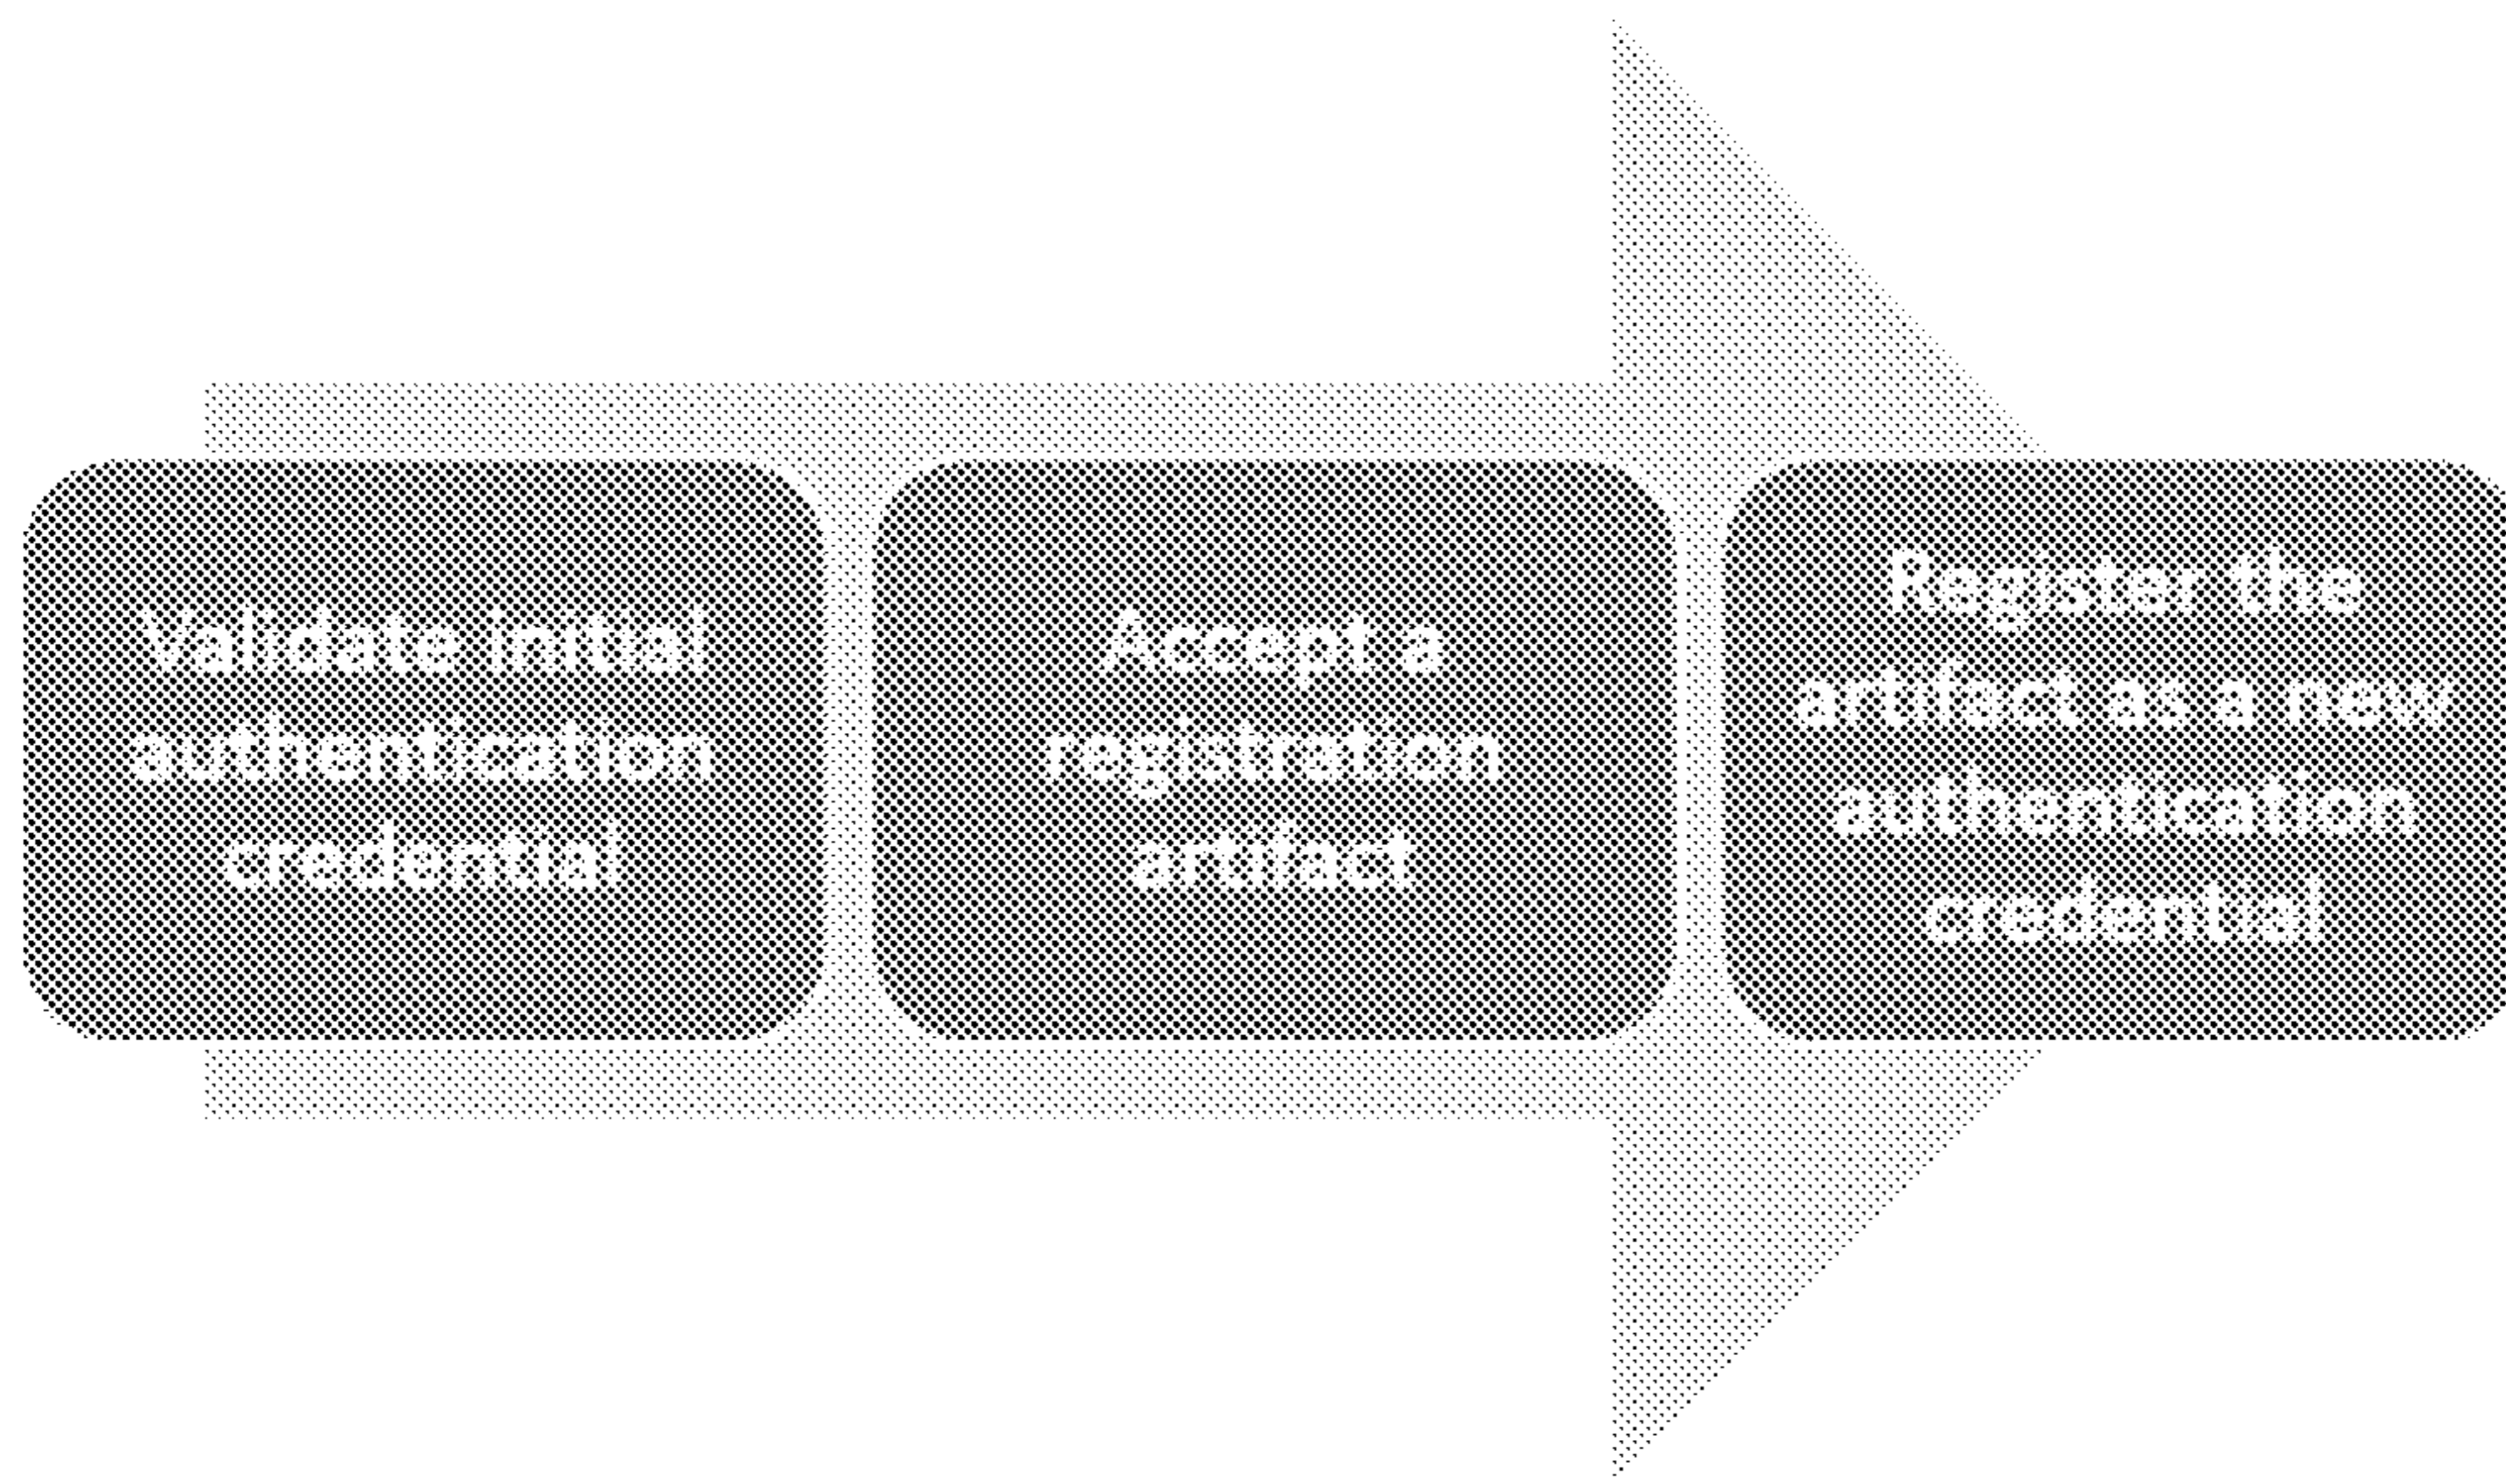 Validate initial
authentication
credential
Accept a
registration
artifact
Register the
artifact as a new
authentication
credential